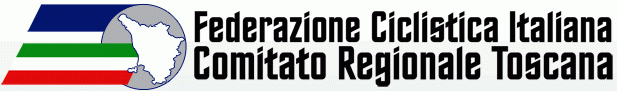 Federazione Ciclistica Italiana
Comitato Regionale Toscana